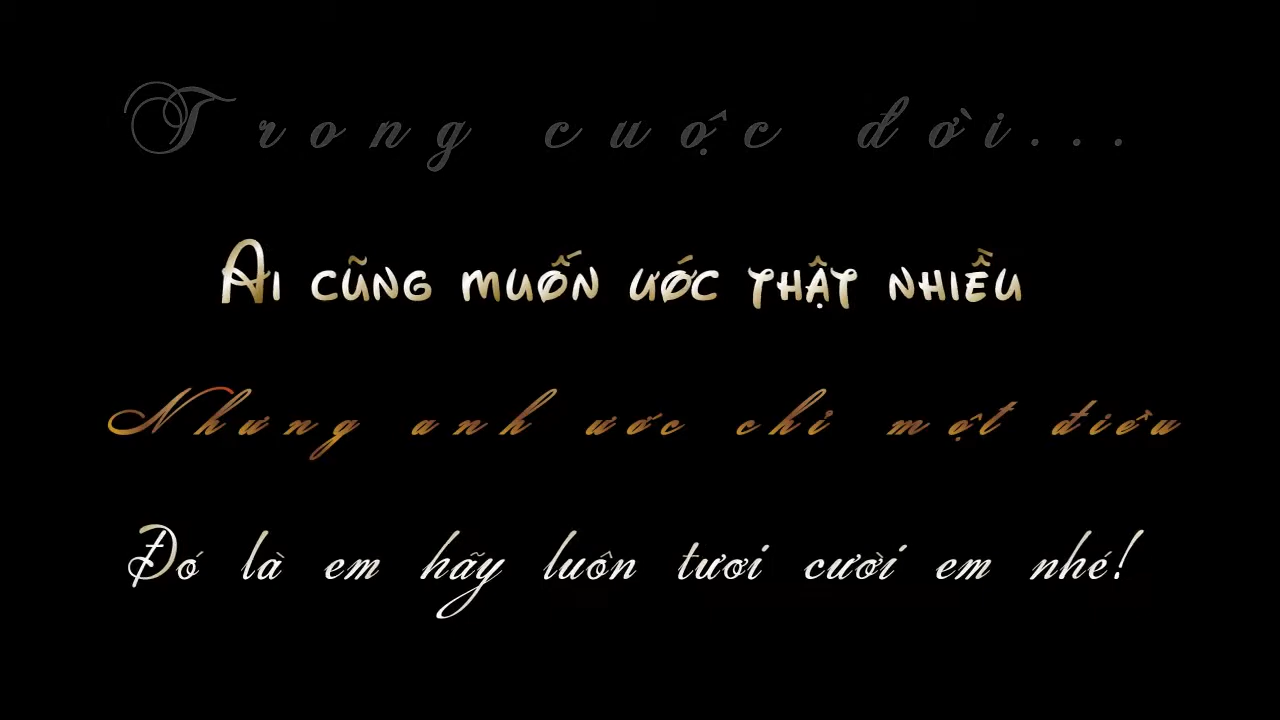 Trong cuộc đời...
Ai cũng muốn ước thật nhiều
Nhưng anh ước chỉ một điều
Đó là em hãy luôn tươi cười em nhé!